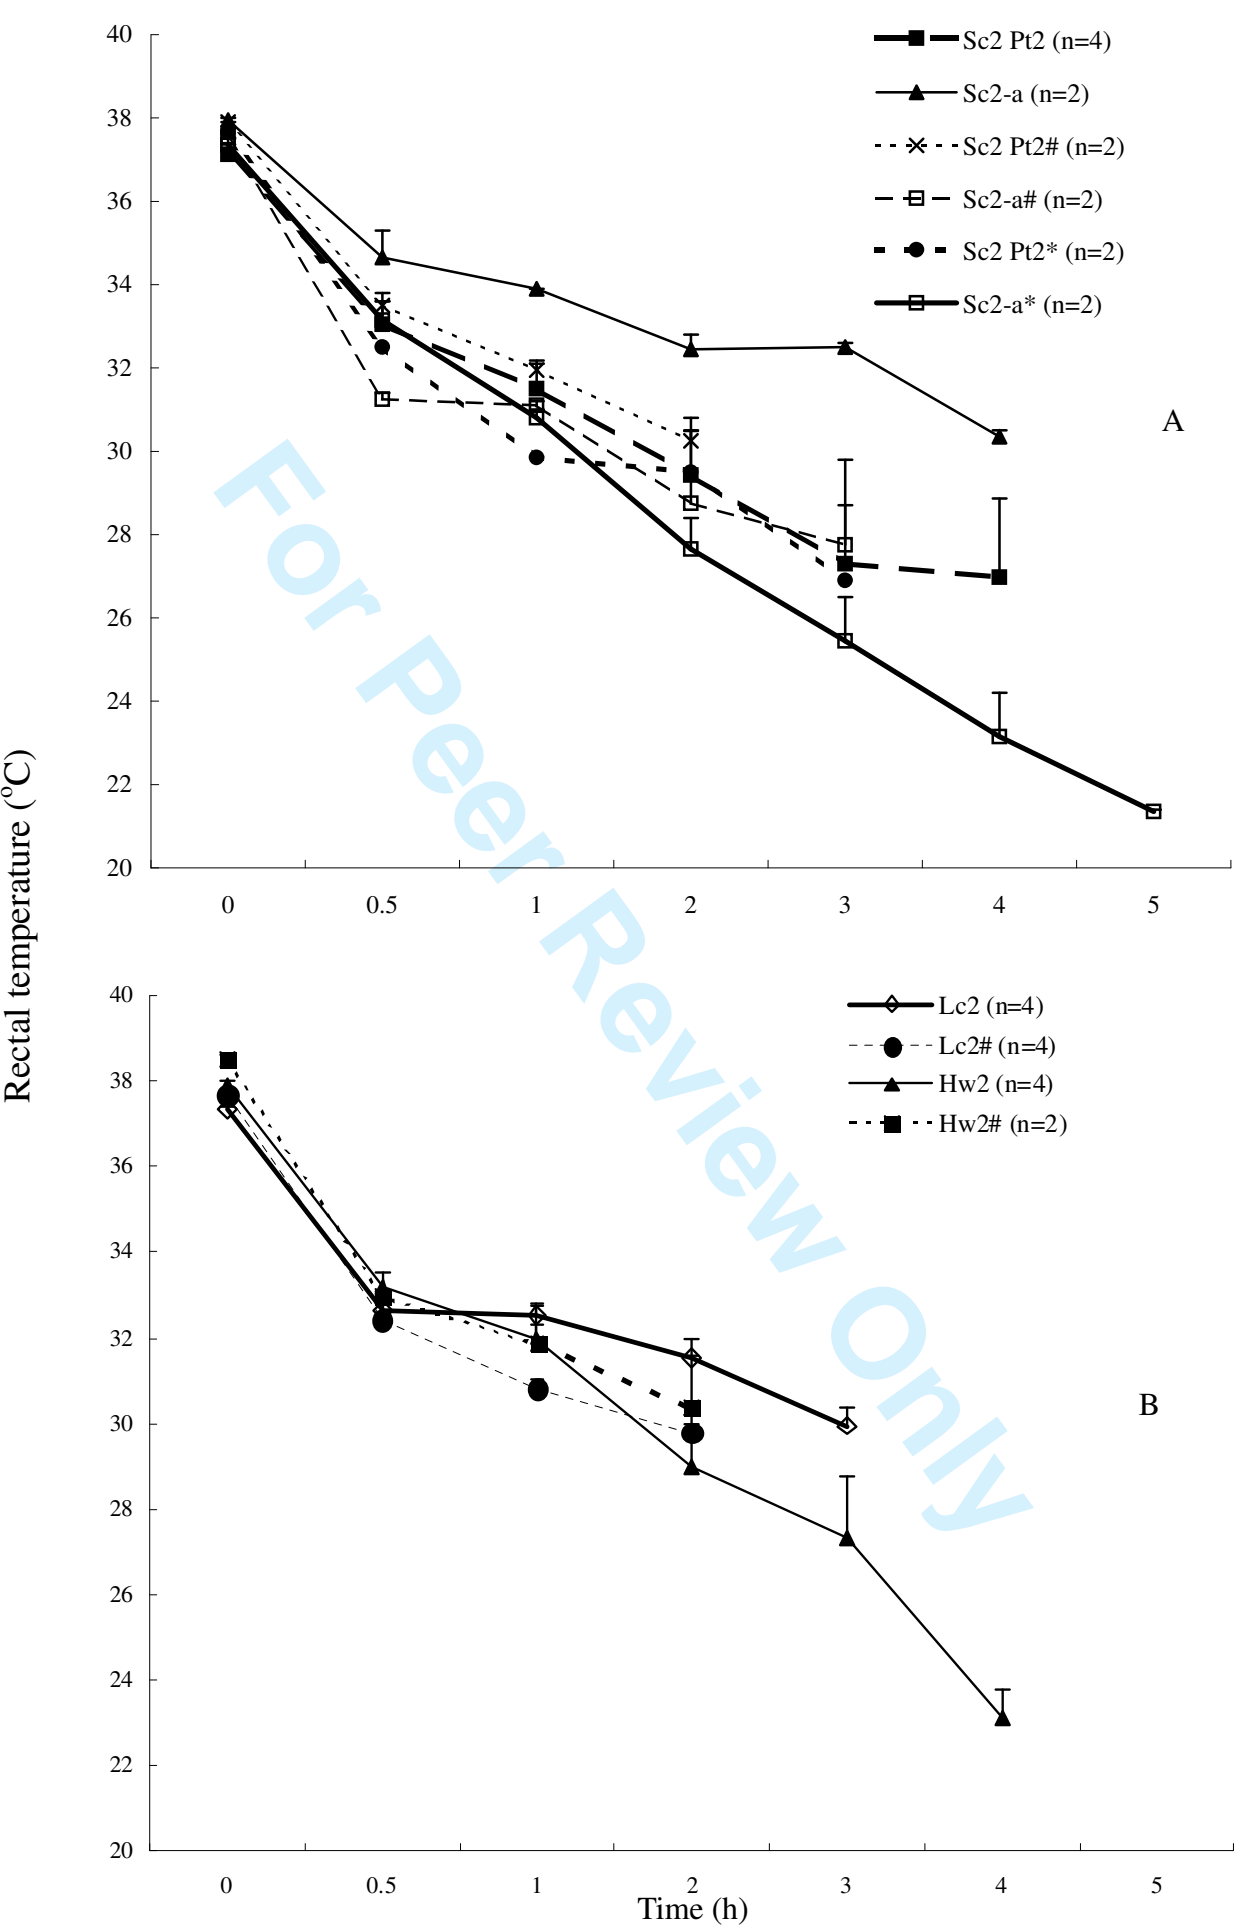 40
38
36
34
32
30
28
26
24
22
20
0 0.5 1 2 3 4 5
Sc2 Pt2 (n=4)
Sc2-a (n=2)
Sc2 Pt2# (n=2)
Sc2-a# (n=2)
Sc2 Pt2* (n=2)
Sc2-a* (n=2)
A
Rectal temperature (°C)
40
38
36
34
32
30
28
26
24
22
20
0 0.5 1 2 3 4 5
Lc2 (n=4)
Lc2# (n=4)
Hw2 (n=4)
Hw2# (n=2)
B
Time (h)
For Peer Review Only